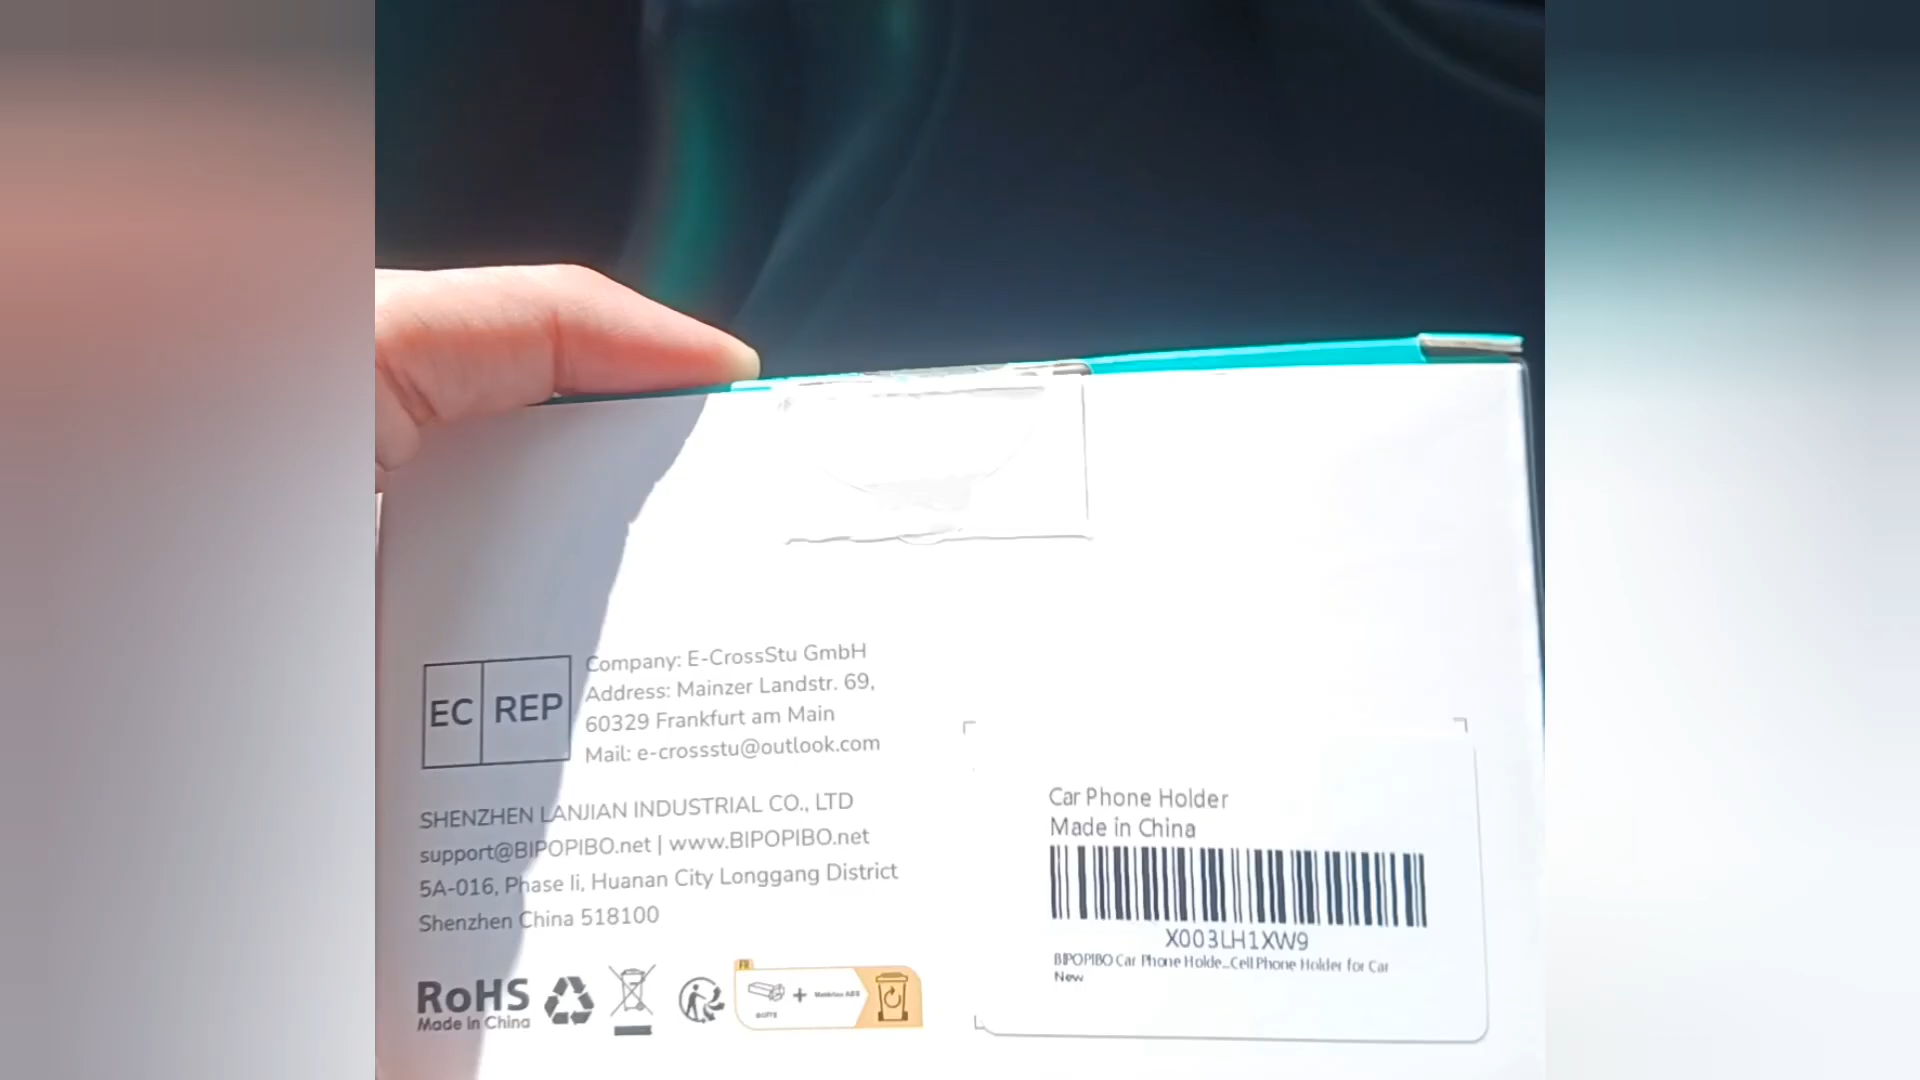 EC REP
Company: E-CrossStu GmbH
Address: Mainzer Landstr. 69,
60329 Frankfurt am Main
Mail: e-crossstu@outlook.com
SHENZHEN LANJIAN INDUSTRIAL CO., LTD
support@BIPOPIBO.net | www.BIPOPIBO.net
5A-016, Phase Ii, Huanan City Longgang District
Shenzhen China 518100
RoHS
Made in China
FR
+
Car Phone Holder
Made in China
X003LH1XW9
BIPOPIBO Car Phone Holde...Cell Phone Holder for Car
New